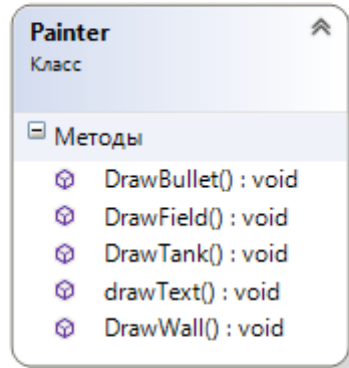 Painter
Класс
Методы
DrawBullet() : void
DrawField() : void
DrawTank() : void
drawText() : void
DrawWall() : void